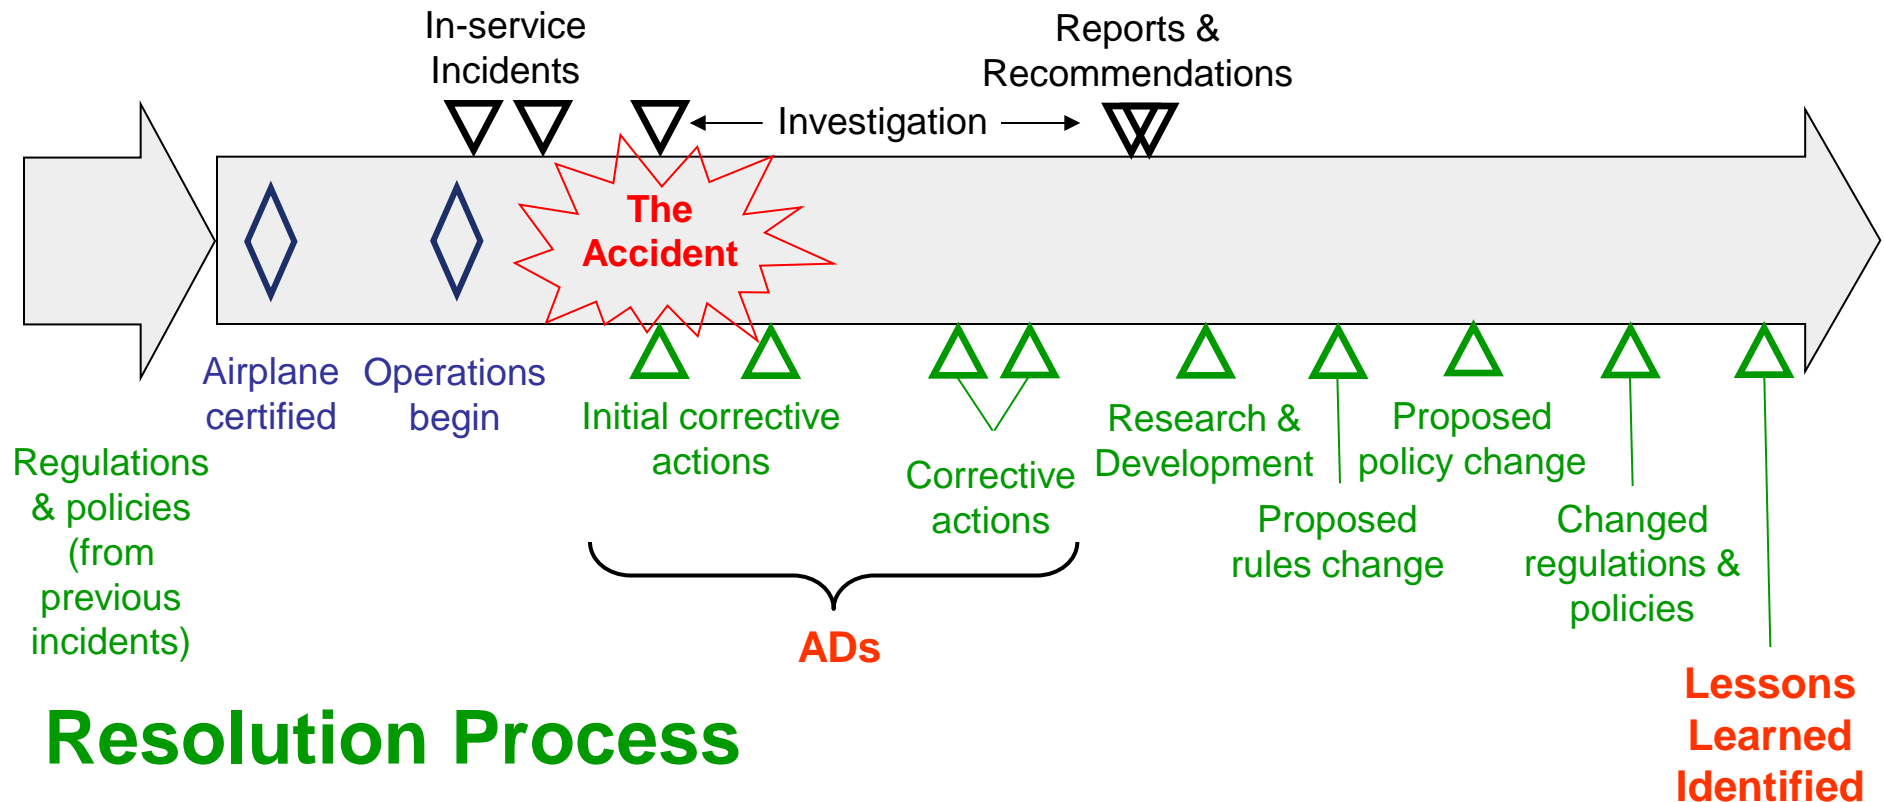 In-service
Incidents
Reports &
Recommendations
Investigation
The
Accident
Airplane
certified
Operations
begin
Initial corrective
actions
Corrective
actions
Research &
Development
Proposed
rules change
Proposed
policy change
Changed
regulations &
policies
Regulations
& policies
(from
previous
incidents)
ADs
Lessons
Learned
Identified
Resolution Process